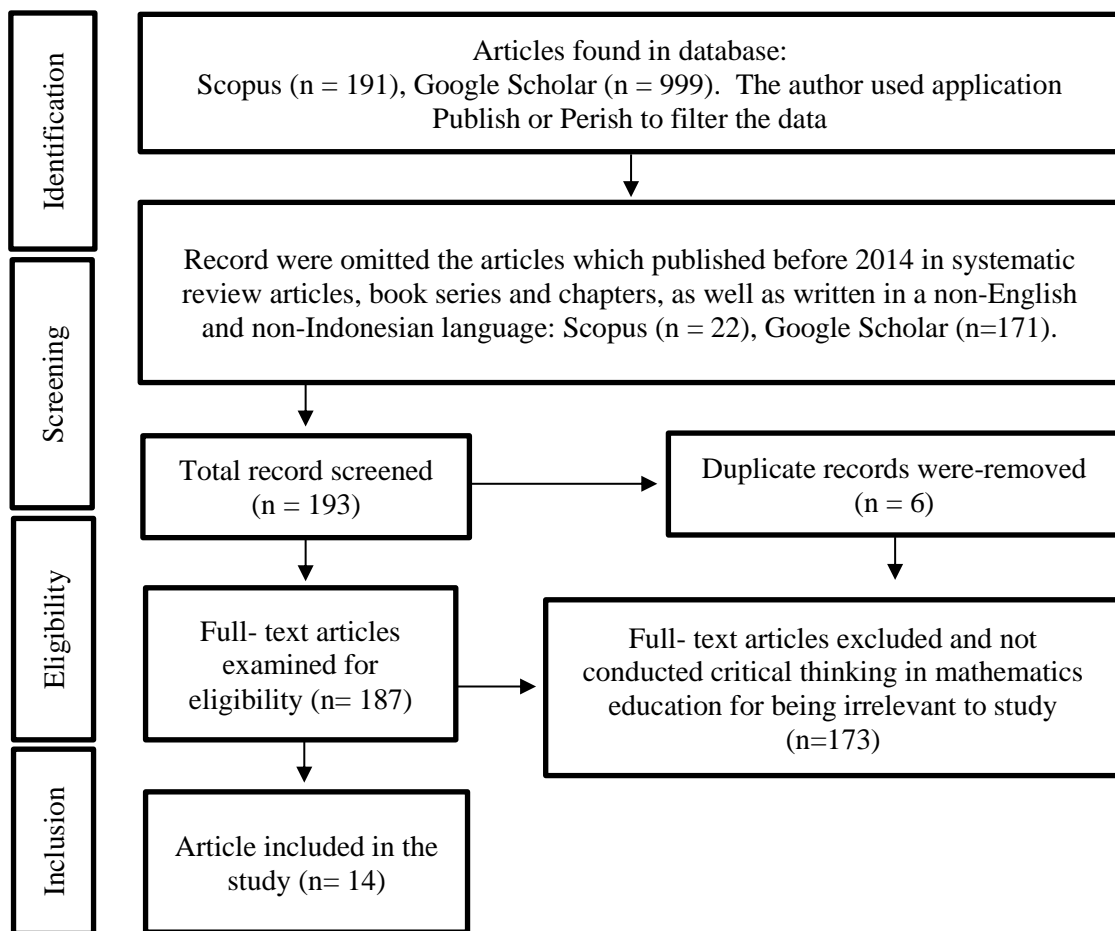 Identification
Articles found in database:
Scopus (n = 191), Google Scholar (n = 999).  The author used application
Publish or Perish to filter the data
Screening
Record were omitted the articles which published before 2014 in systematic
review articles, book series and chapters, as well as written in a non-English
and non-Indonesian language: Scopus (n = 22), Google Scholar (n=171).
Total record screened
(n = 193)
Duplicate records were-removed
(n = 6)
Eligibility
Full- text articles
examined for
eligibility (n= 187)
Full- text articles excluded and not
conducted critical thinking in mathematics
education for being irrelevant to study
(n=173)
Inclusion
Article included in the
study (n= 14)